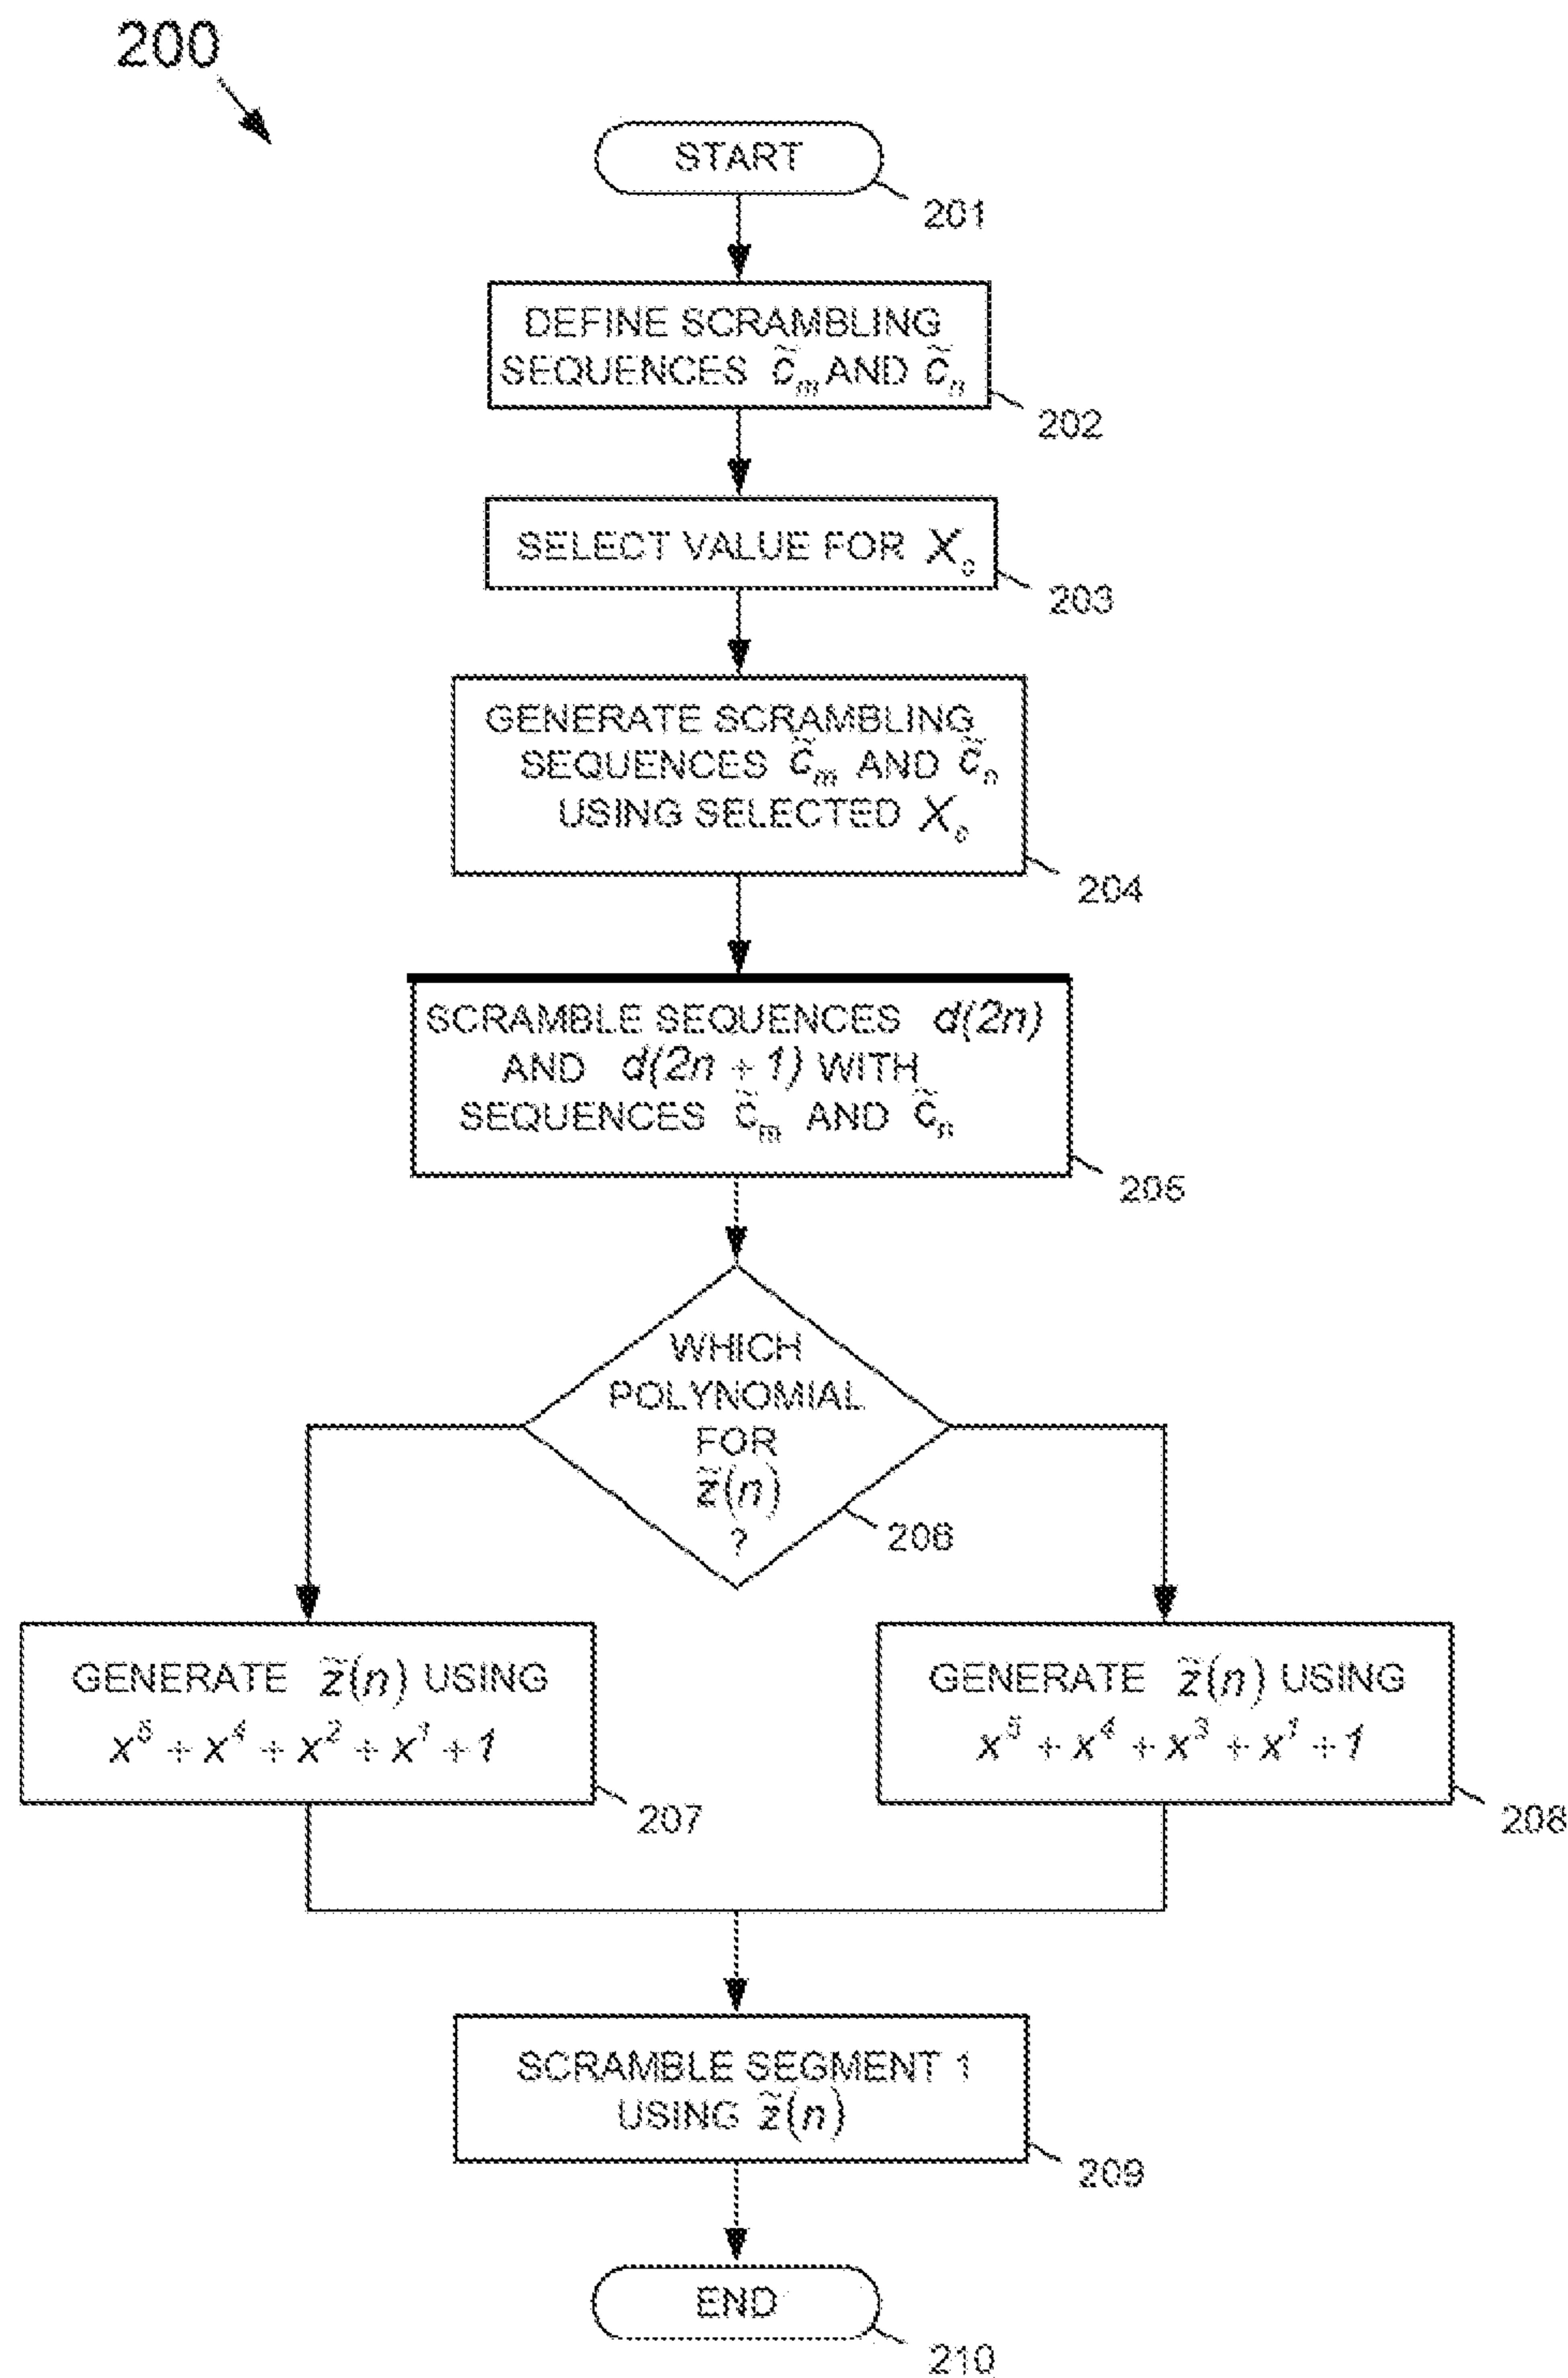 200
START
201
DEFINE SCRAMBLING
SEQUENCES c̃ₘ AND c̃ₙ
202
SELECT VALUE FOR Xₒ
203
GENERATE SCRAMBLING
SEQUENCES c̃ₘ AND c̃ₙ
USING SELECTED Xₒ
204
SCRAMBLE SEQUENCES d(2n)
AND d(2n + 1) WITH
SEQUENCES c̃ₘ AND c̃ₙ
205
WHICH
POLYNOMIAL
FOR
z̃(n)
?
206
GENERATE z̃(n) USING
x⁵ + x⁴ + x² + x¹ + 1
207
GENERATE z̃(n) USING
x⁵ + x⁴ + x³ + x¹ + 1
208
SCRAMBLE SEGMENT 1
USING z̃(n)
209
END
210